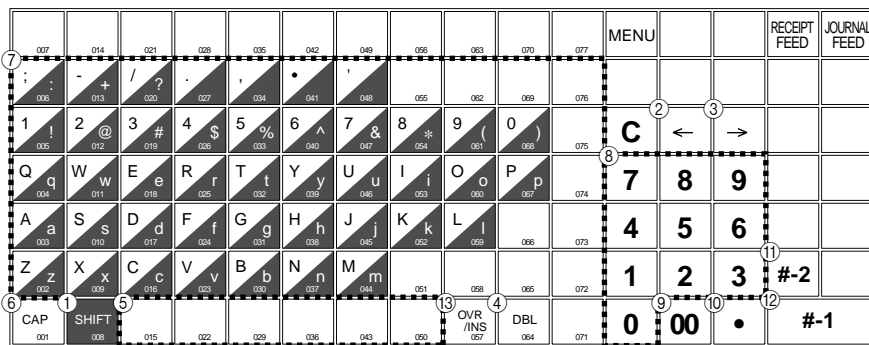 007 014 021 028 035 042 049 056 063 070 077 MENU RECEIPT FEED JOURNAL FEED
⑦
; : 006 - + 013 / ? 020 . 027 , 034 • 041 ' 048 055 062 069 076
② ③
1 ! 005 2 @ 012 3 # 019 4 $ 026 5 % 033 6 ^ 040 7 & 047 8 * 054 9 ( 061 0 ) 068 075 C ← →
⑧
Q q 004 W w 011 E e 018 R r 025 T t 032 Y y 039 U u 046 I i 053 O o 060 P p 067 074 7 8 9
A a 003 S s 010 D d 017 F f 024 G g 031 H h 038 J j 045 K k 052 L l 059 066 073 4 5 6
⑪
Z z 002 X x 009 C c 016 V v 023 B b 030 N n 037 M m 044 051 058 065 072 1 2 3 #-2
⑥ ① ⑤ ⑬ ④ ⑨ ⑩ ⑫
CAP 001 SHIFT 008 015 022 029 036 043 050 OVR /INS 057 DBL 064 071 0 00 • #-1